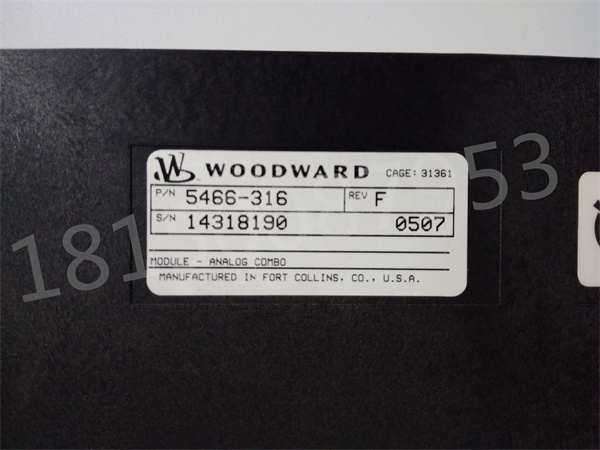 WOODWARD CAGE: 31361
P/N 5466-316 REV F
S/N 14318190 0507
MODULE - ANALOG COMBO
MANUFACTURED IN FORT COLLINS, CO., U.S.A.